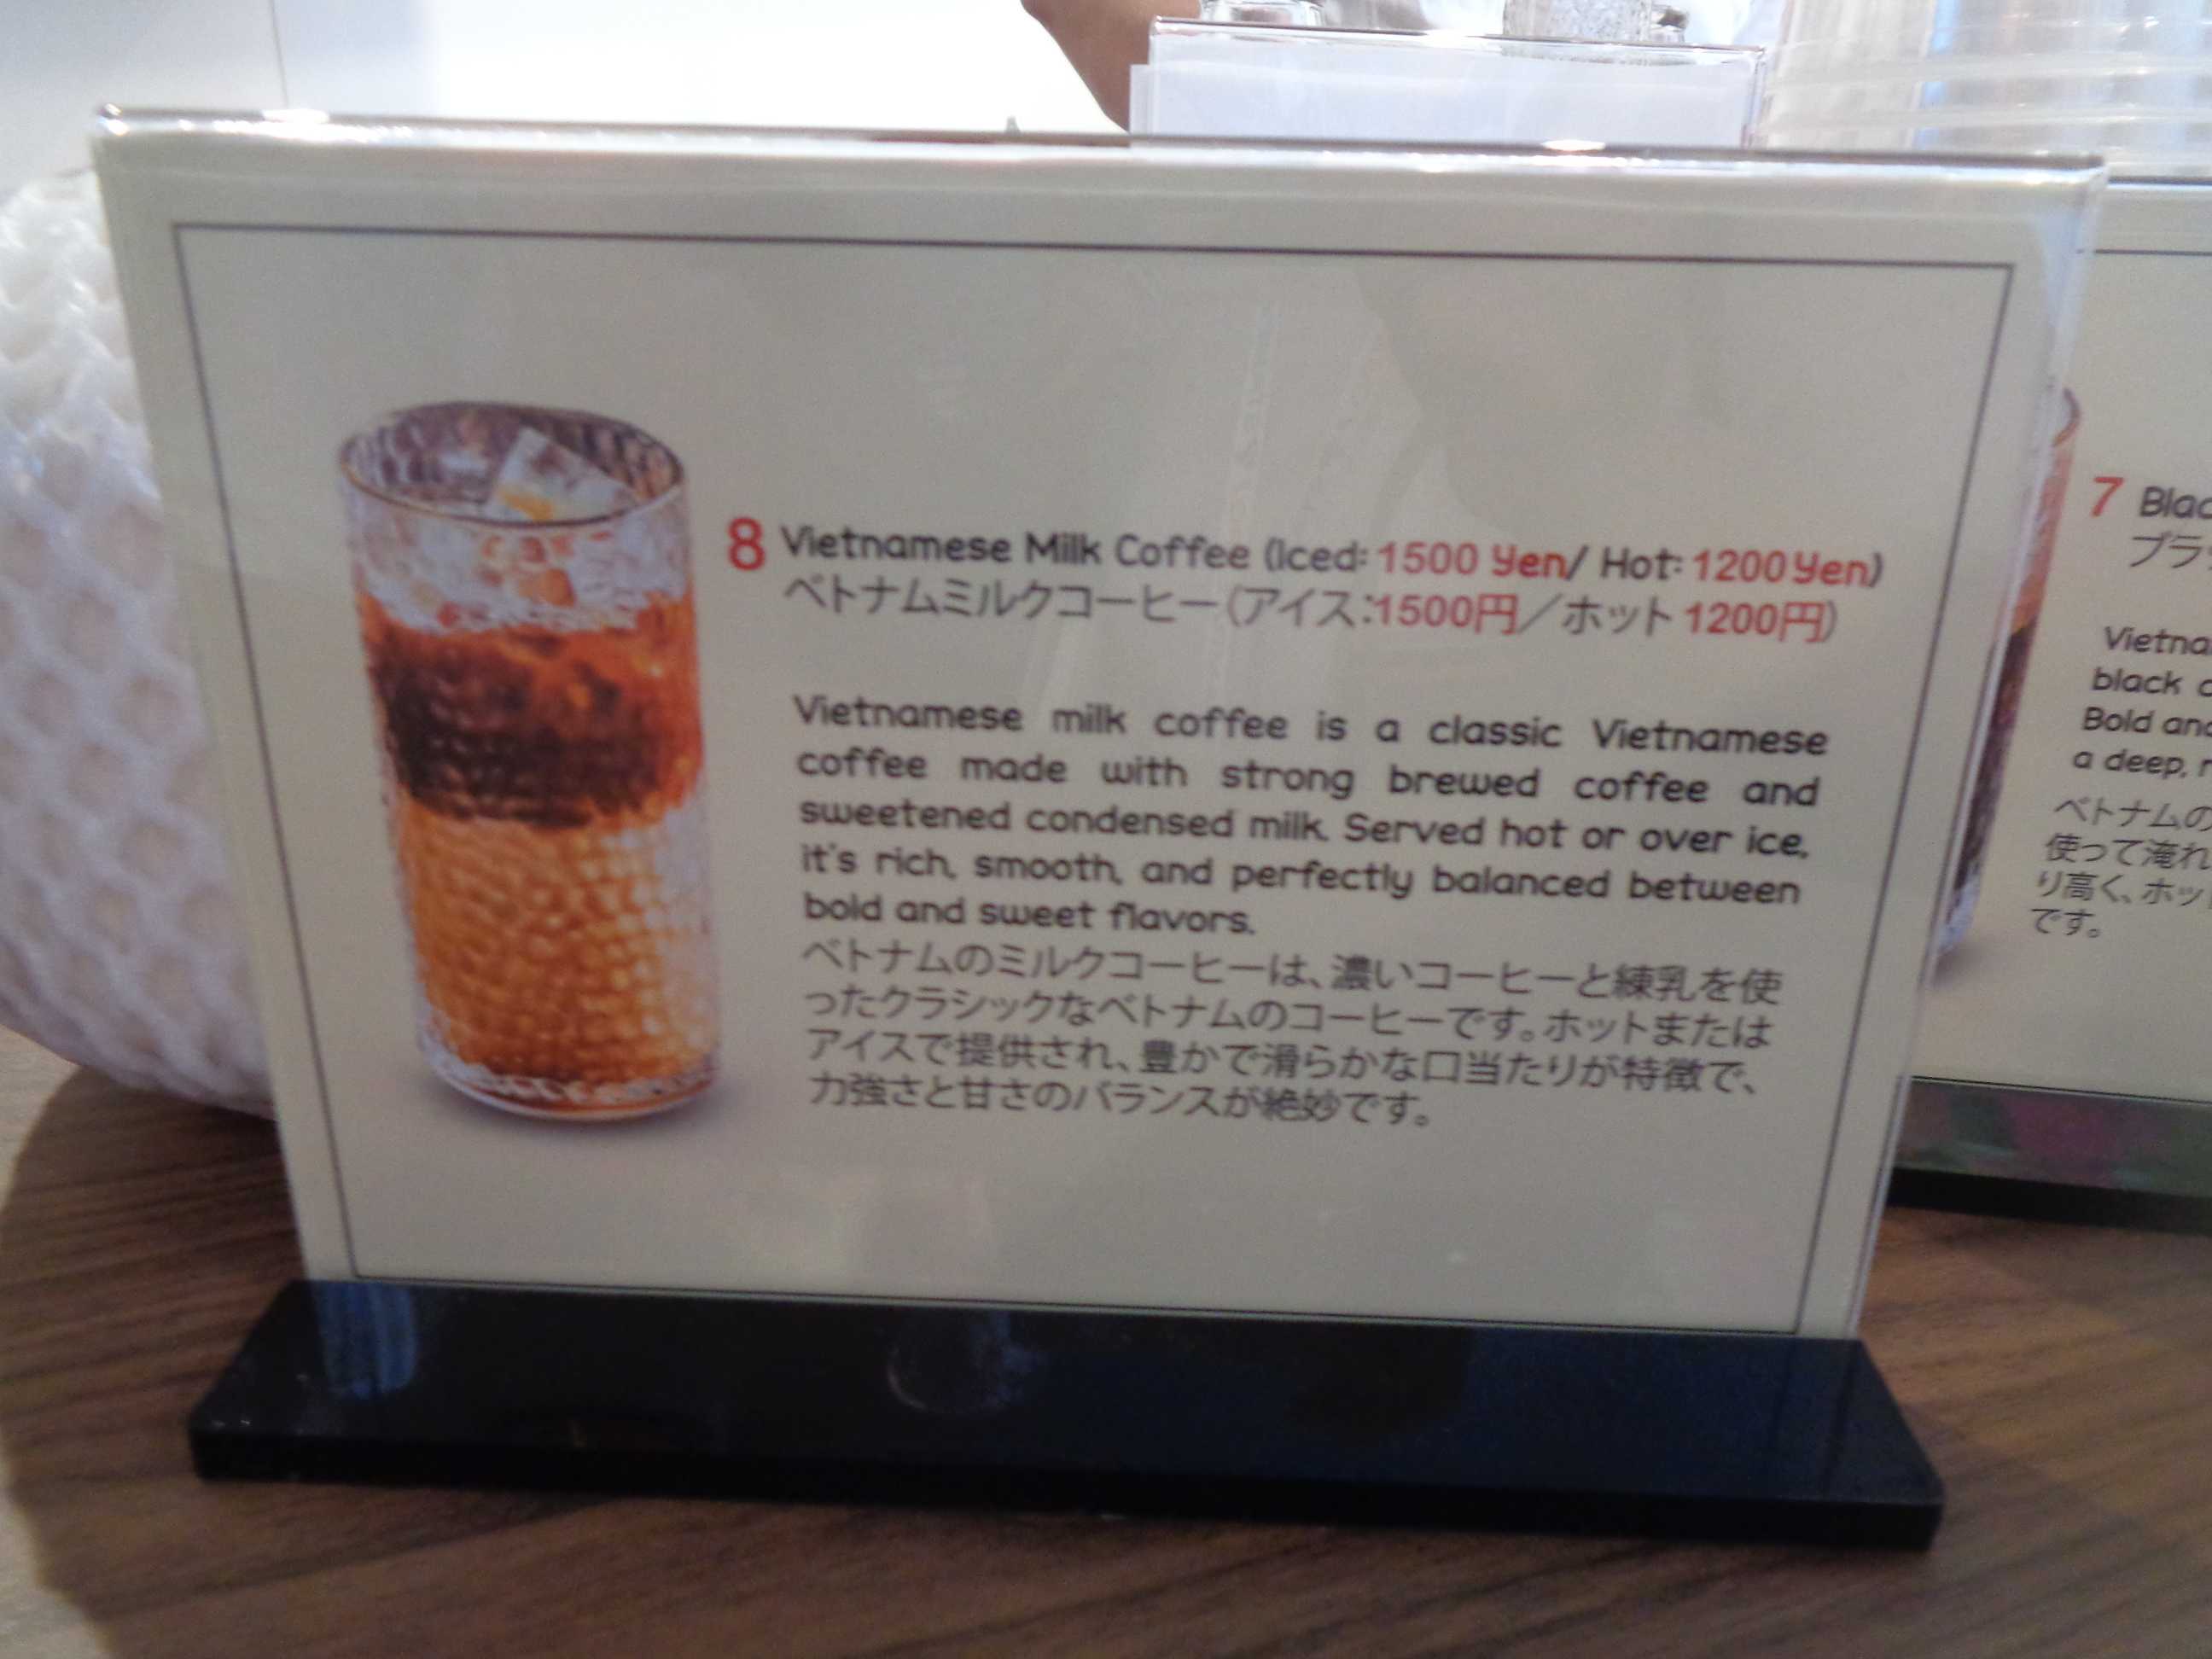 8 Vietnamese Milk Coffee (Iced: 1500 Yen/ Hot: 1200 Yen)
ベトナムミルクコーヒー(アイス:1500円/ホット 1200円)
Vietnamese milk coffee is a classic Vietnamese
coffee made with strong brewed coffee and
sweetened condensed milk. Served hot or over ice,
it's rich, smooth, and perfectly balanced between
bold and sweet flavors.
ベトナムのミルクコーヒーは、濃いコーヒーと練乳を使
ったクラシックなベトナムのコーヒーです。ホットまたは
アイスで提供され、豊かで滑らかな口当たりが特徴で、
力強さと甘さのバランスが絶妙です。
7
black
Bold
a deep,
ベトナムの
使って淹れ
り高く、ホッ
です。